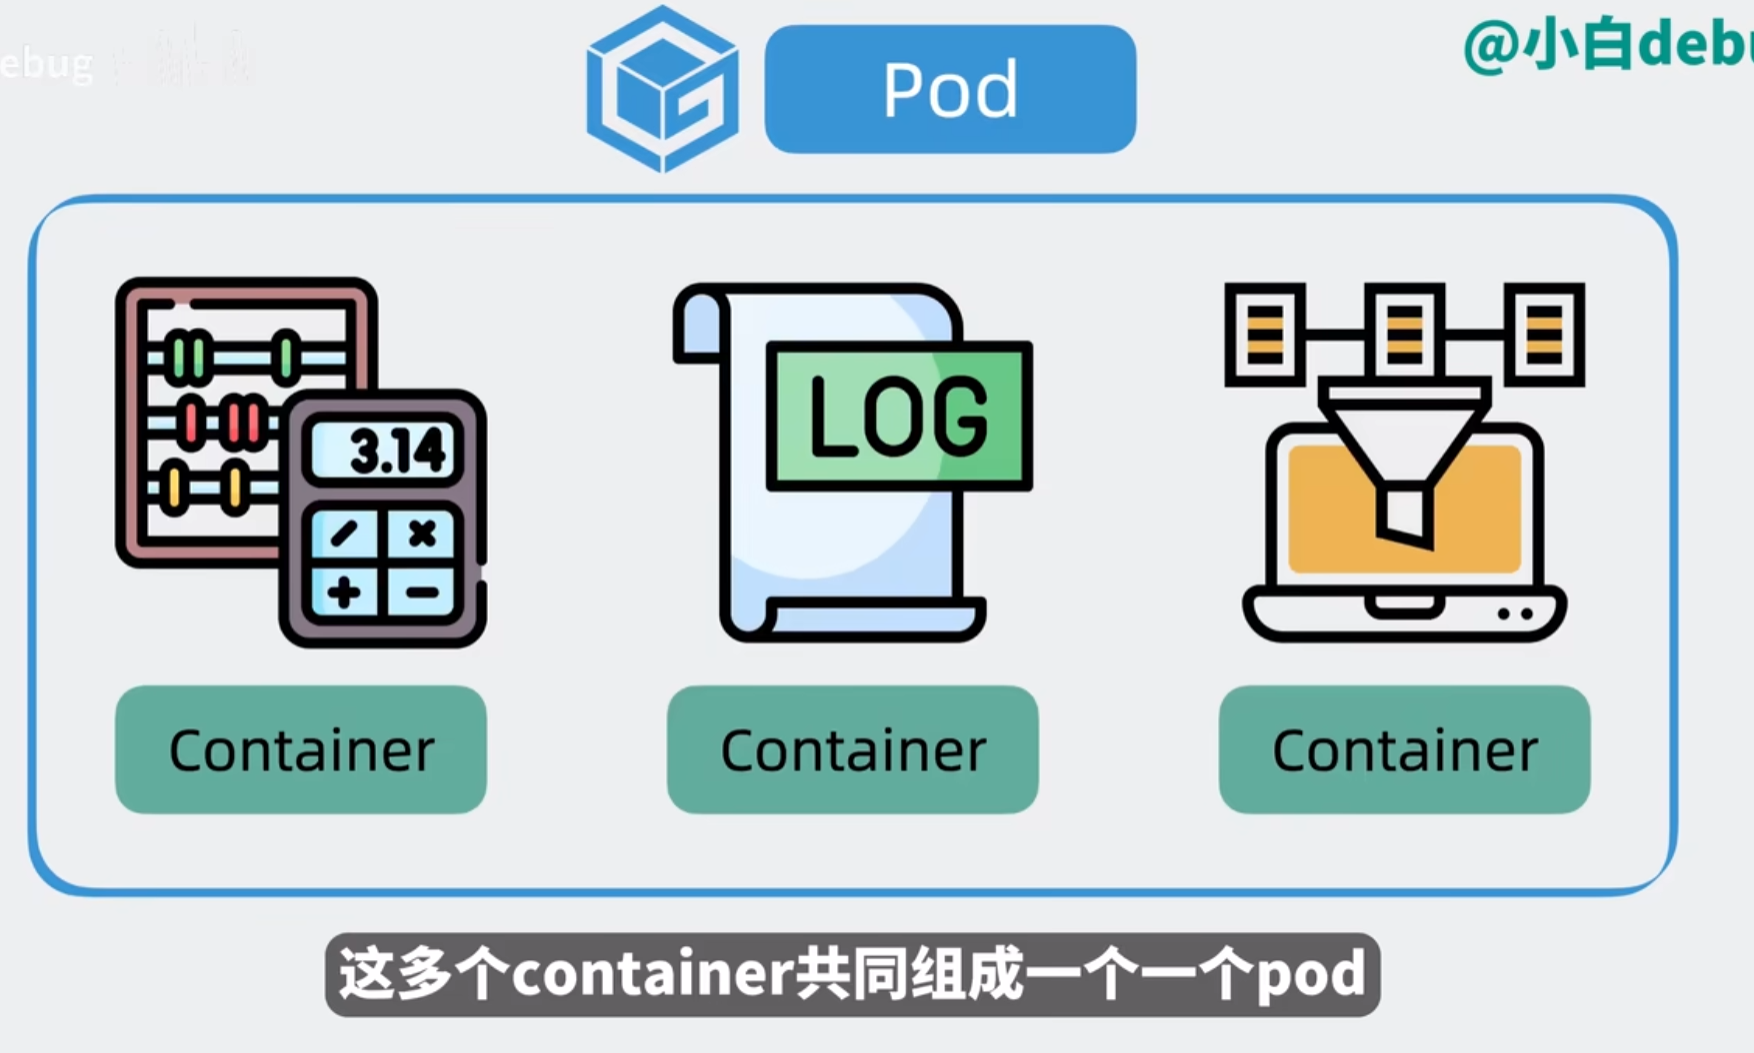 ebug
Pod
@小白debu
3.14
LOG
Container
Container
Container
这多个container共同组成一个一个pod